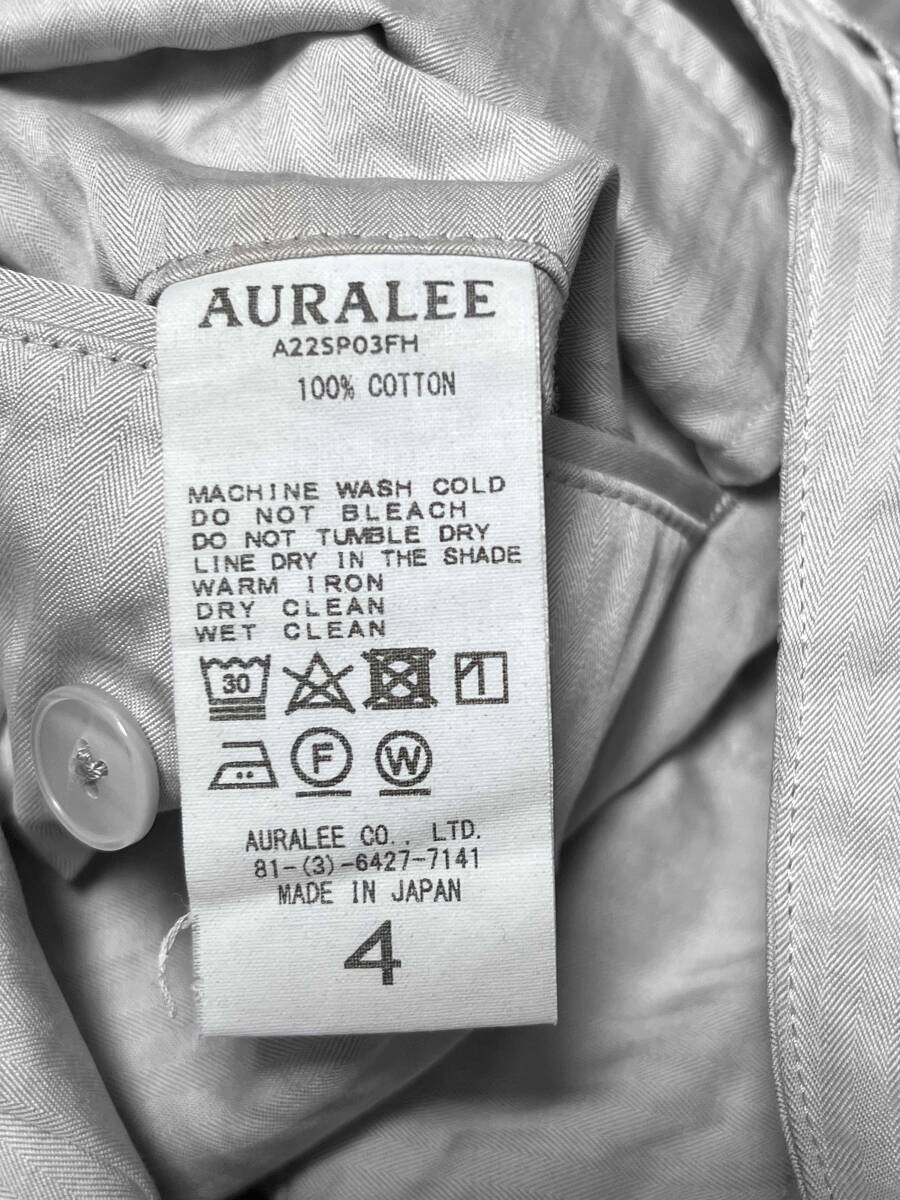 AURALEE
A22SP03FH
100% COTTON
MACHINE WASH COLD
DO NOT BLEACH
DO NOT TUMBLE DRY
LINE DRY IN THE SHADE
WARM IRON
DRY CLEAN
WET CLEAN
30
F W
AURALEE CO., LTD.
81-(3)-6427-7141
MADE IN JAPAN
4